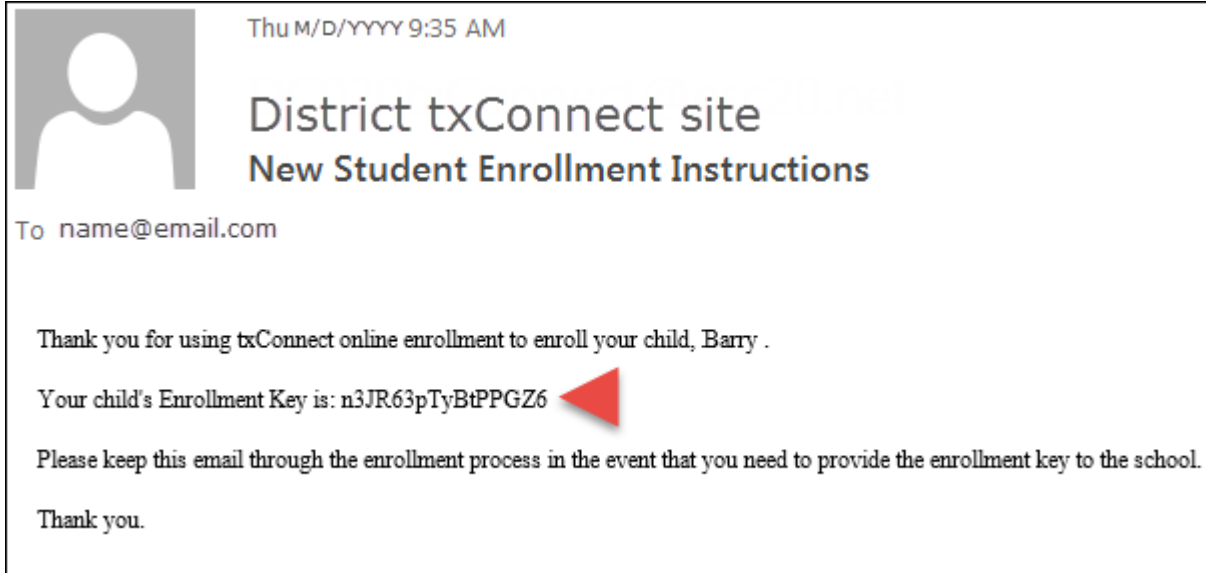 Thu M/D/YYYY 9:35 AM
District txConnect site
New Student Enrollment Instructions
To name@email.com
Thank you for using txConnect online enrollment to enroll your child, Barry .
Your child's Enrollment Key is: n3JR63pTyBtPPGZ6
Please keep this email through the enrollment process in the event that you need to provide the enrollment key to the school.
Thank you.